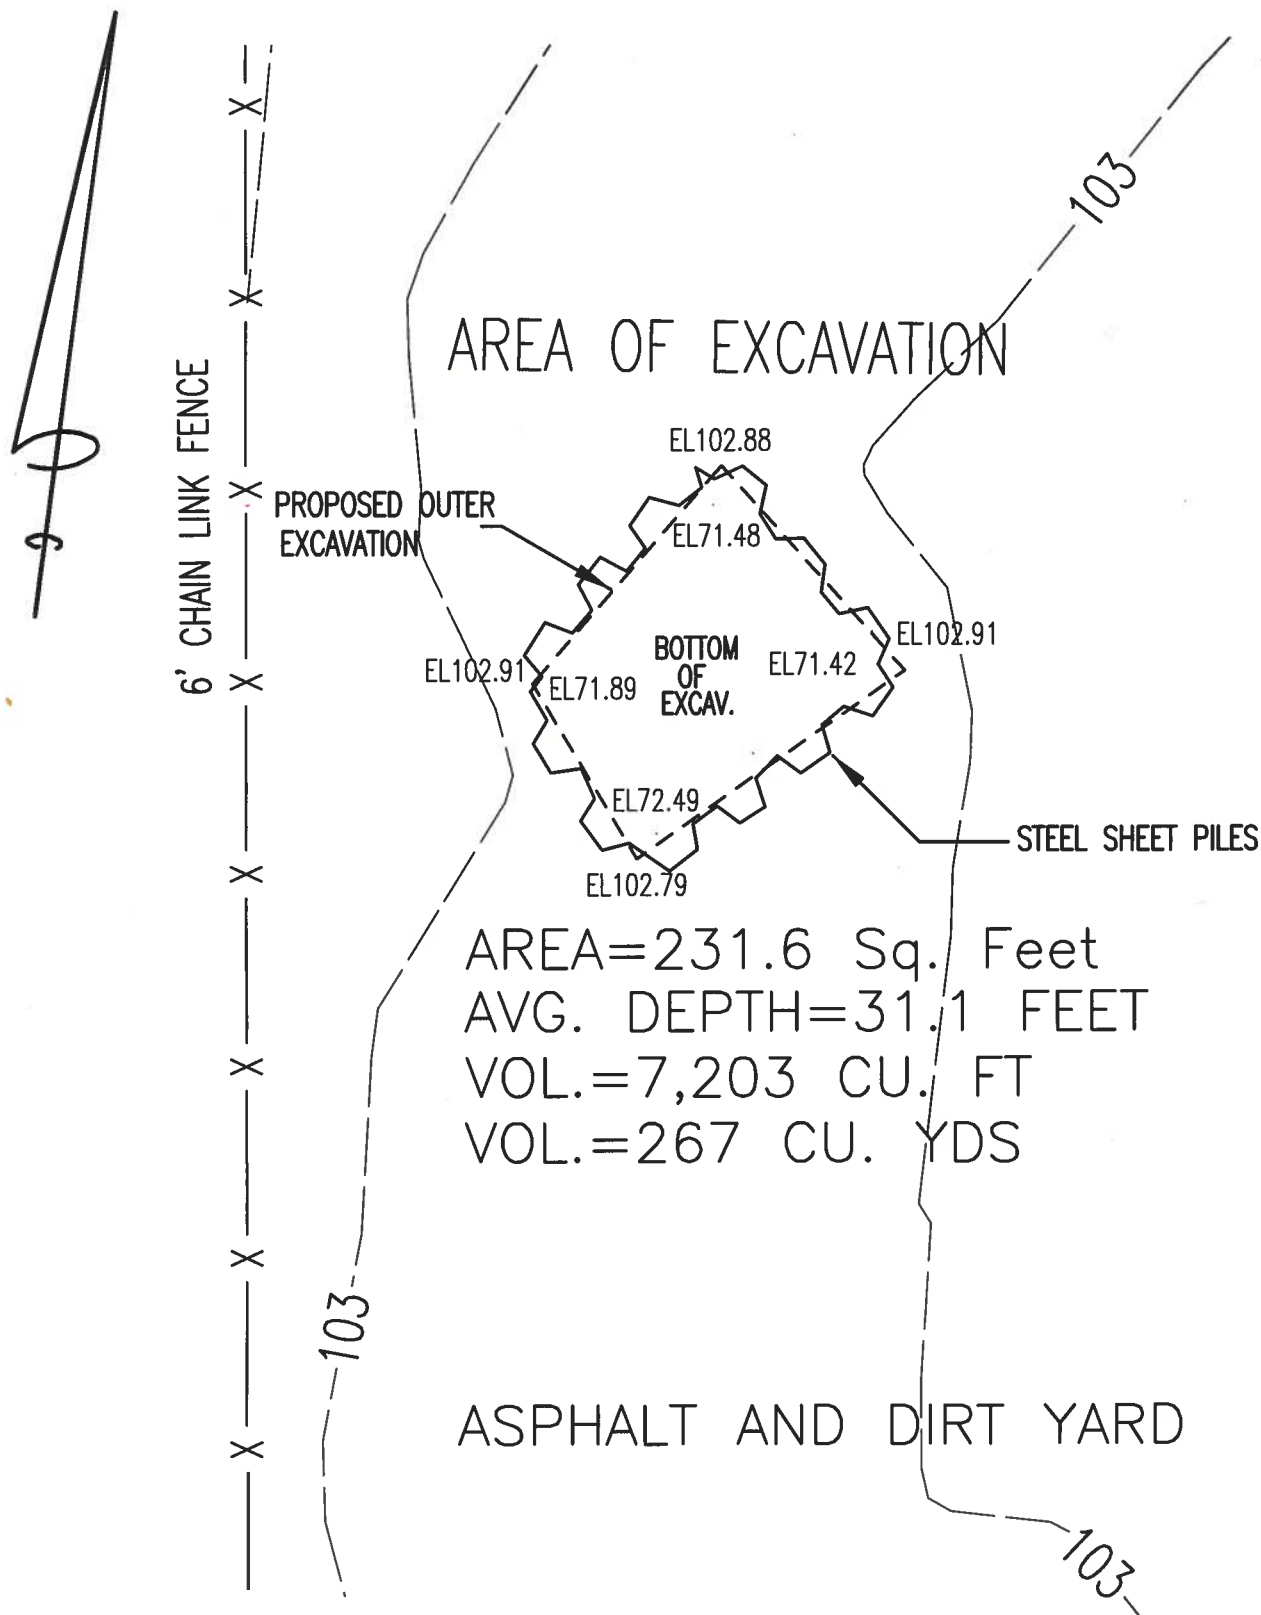 103
AREA OF EXCAVATION
6' CHAIN LINK FENCE
EL102.88
PROPOSED OUTER
EXCAVATION
EL71.48
EL102.91
BOTTOM
OF
EXCAV.
EL71.42
EL102.91
EL71.89
EL72.49
STEEL SHEET PILES
EL102.79
AREA=231.6 Sq. Feet
AVG. DEPTH=31.1 FEET
VOL.=7,203 CU. FT
VOL.=267 CU. YDS
103
ASPHALT AND DIRT YARD
103